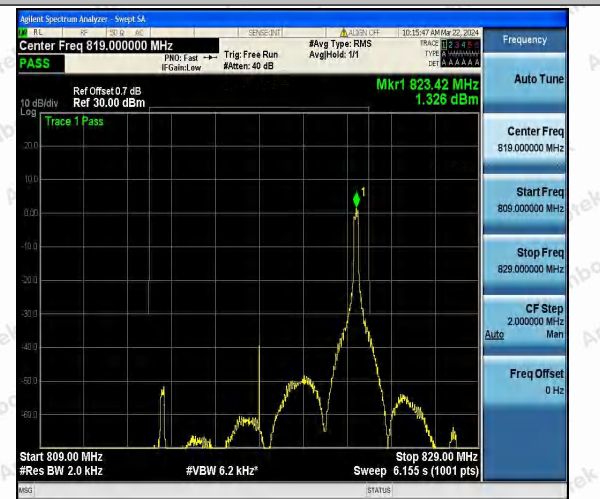 Agilent Spectrum Analyzer - Swept SA
RL RF 50 Ω AC SENSE:INT ALIGN OFF 10:15:47 AM Mar 22, 2024
Center Freq 819.000000 MHz
PASS
PNO: Fast
IFGain:Low
Trig: Free Run
#Atten: 40 dB
#Avg Type: RMS
Avg|Hold: 1/1
TRACE 1 2 3 4 5 6
TYPE A
DET A A A A A A
Frequency
Ref Offset 0.7 dB
10 dB/div Ref 30.00 dBm
Log
Mkr1 823.42 MHz
1.326 dBm
Trace 1 Pass
20.0
10.0
0.00
-10.0
-20.0
-30.0
-40.0
-50.0
-60.0
1
Start 809.00 MHz
Stop 829.00 MHz
#Res BW 2.0 kHz
#VBW 6.2 kHz*
Sweep 6.155 s (1001 pts)
MSG
STATUS
Auto Tune
Center Freq
819.000000 MHz
Start Freq
809.000000 MHz
Stop Freq
829.000000 MHz
CF Step
2.000000 MHz
Auto Man
Freq Offset
0 Hz